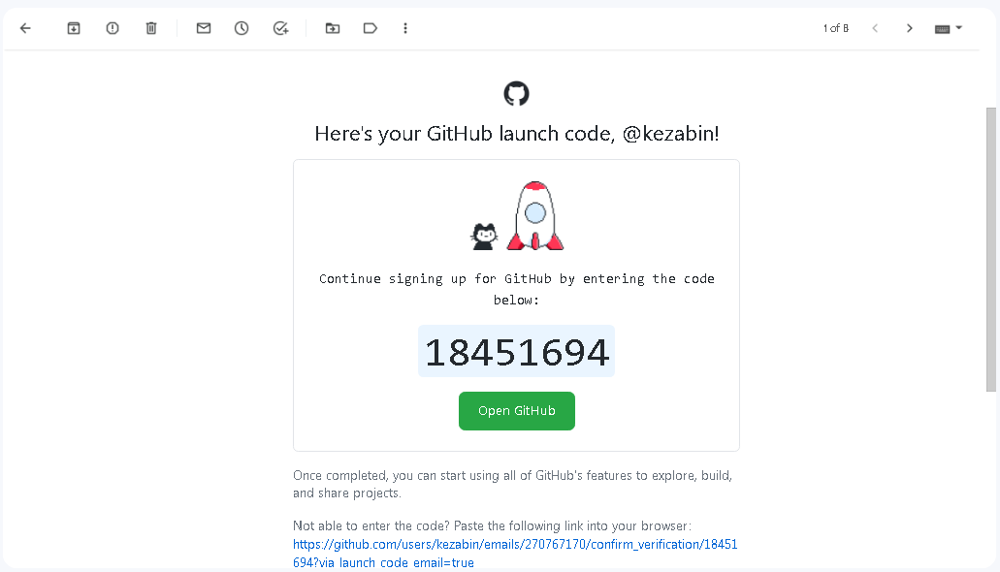 1 of 8
Here's your GitHub launch code, @kezabin!
Continue signing up for GitHub by entering the code
below:
18451694
Open GitHub
Once completed, you can start using all of GitHub's features to explore, build,
and share projects.
Not able to enter the code? Paste the following link into your browser:
https://github.com/users/kezabin/emails/270767170/confirm_verification/18451
694?via_launch_code_email=true